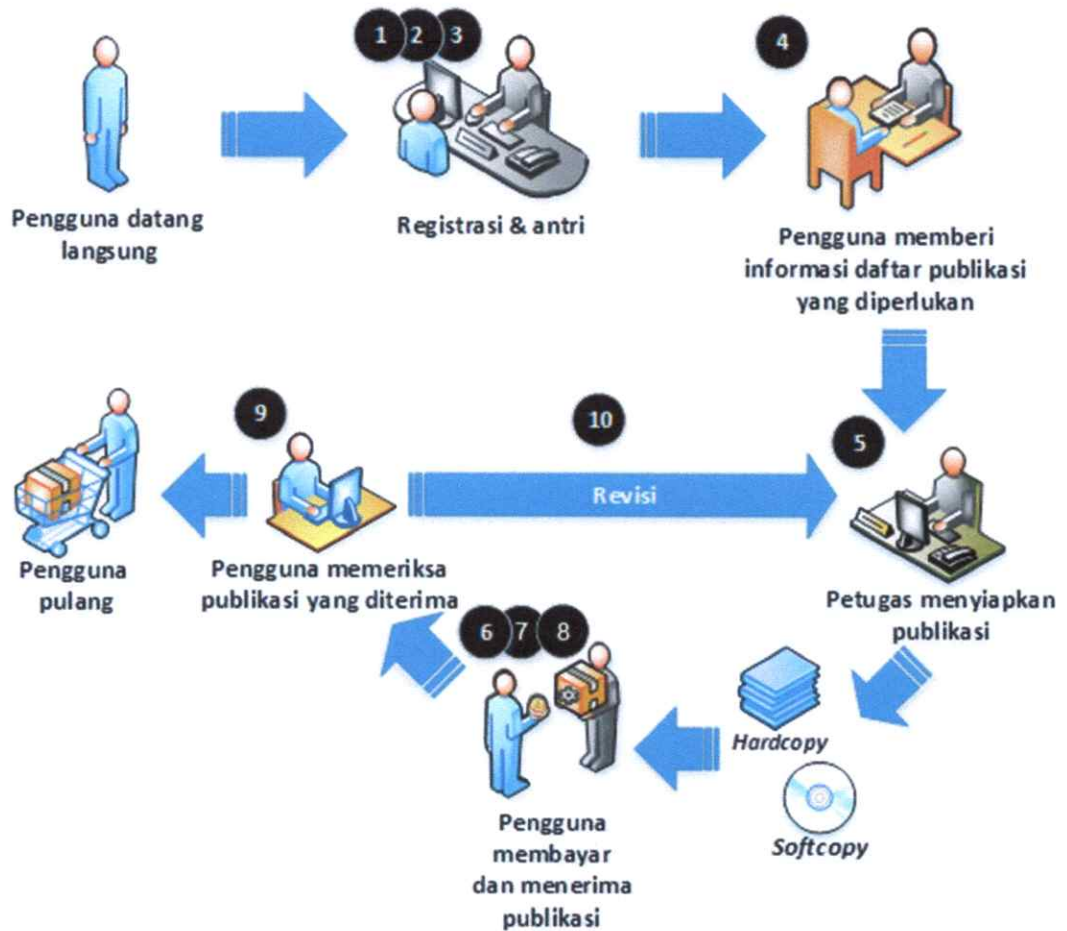 1 2 3
4
Pengguna datang
langsung
Registrasi & antri
Pengguna memberi
informasi daftar publikasi
yang diperlukan
9
10
5
Revisi
Pengguna
pulang
Pengguna memeriksa
publikasi yang diterima
Petugas menyiapkan
publikasi
6 7 8
Hardcopy
Softcopy
Pengguna
membayar
dan menerima
publikasi